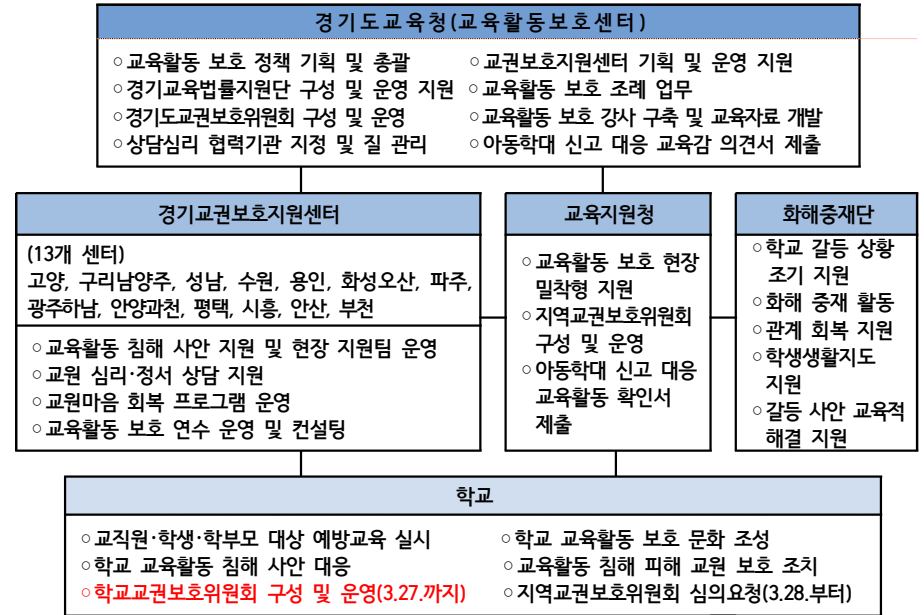 경기도교육청(교육활동보호센터)
○교육활동 보호 정책 기획 및 총괄
○경기교육법률지원단 구성 및 운영 지원
○경기도교권보호위원회 구성 및 운영
○상담심리 협력기관 지정 및 질 관리
○교권보호지원센터 기획 및 운영 지원
○교육활동 보호 조례 업무
○교육활동 보호 강사 구축 및 교육자료 개발
○아동학대 신고 대응 교육감 의견서 제출
경기교권보호지원센터
(13개 센터)
고양, 구리남양주, 성남, 수원, 용인, 화성오산, 파주,
광주하남, 안양과천, 평택, 시흥, 안산, 부천
○교육활동 침해 사안 지원 및 현장 지원팀 운영
○교원 심리·정서 상담 지원
○교원마음 회복 프로그램 운영
○교육활동 보호 연수 운영 및 컨설팅
교육지원청
○교육활동 보호 현장
밀착형 지원
○지역교권보호위원회
구성 및 운영
○아동학대 신고 대응
교육활동 확인서
제출
화해중재단
○학교 갈등 상황
조기 지원
○화해 중재 활동
○관계 회복 지원
○학생생활지도
지원
○갈등 사안 교육적
해결 지원
학교
○교직원·학생·학부모 대상 예방교육 실시
○학교 교육활동 침해 사안 대응
○학교교권보호위원회 구성 및 운영(3.27.까지)
○학교 교육활동 보호 문화 조성
○교육활동 침해 피해 교원 보호 조치
○지역교권보호위원회 심의요청(3.28.부터)